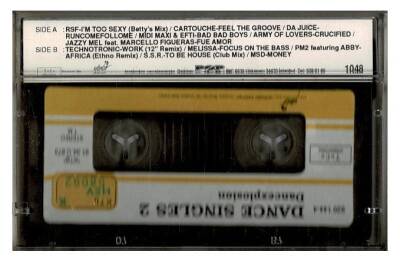 SIDE A :RSF-I'M TOO SEXY (Betty's Mix) / CARTOUCHE-FEEL THE GROOVE / DA JUICE-
RUNCOMEFOLLOME / MIDI MAXI & EFTI-BAD BAD BOYS / ARMY OF LOVERS-CRUCIFIED /
JAZZY MEL feat. MARCELLO FIGUERAS-FUE AMOR
SIDE B :TECHNOTRONIC-WORK (12" Remix) / MELISSA-FOCUS ON THE BASS / PM2 featuring ABBY-
AFRICA (Ethno Remix) / S.S.R.-TO BE HOUSE (Club Mix) / MSD-MONEY
1048
DANCE SINGLES 2
Dancexplosion